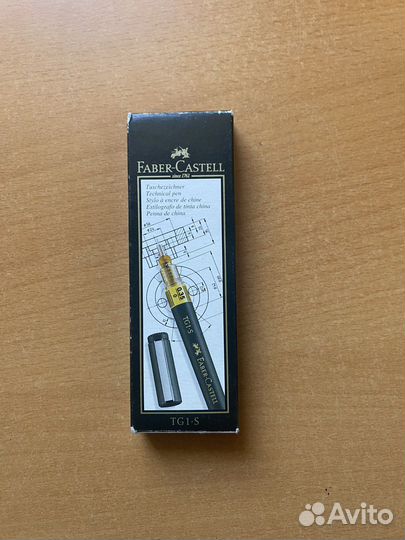 FABER-CASTELL
since 1761
Tuschezeichner
Technical pen
Stylo à encre de chine
Estilógrafo de tinta china
Penna de china
0,35
TG1-S
FABER-CASTELL
TG1-S
Avito